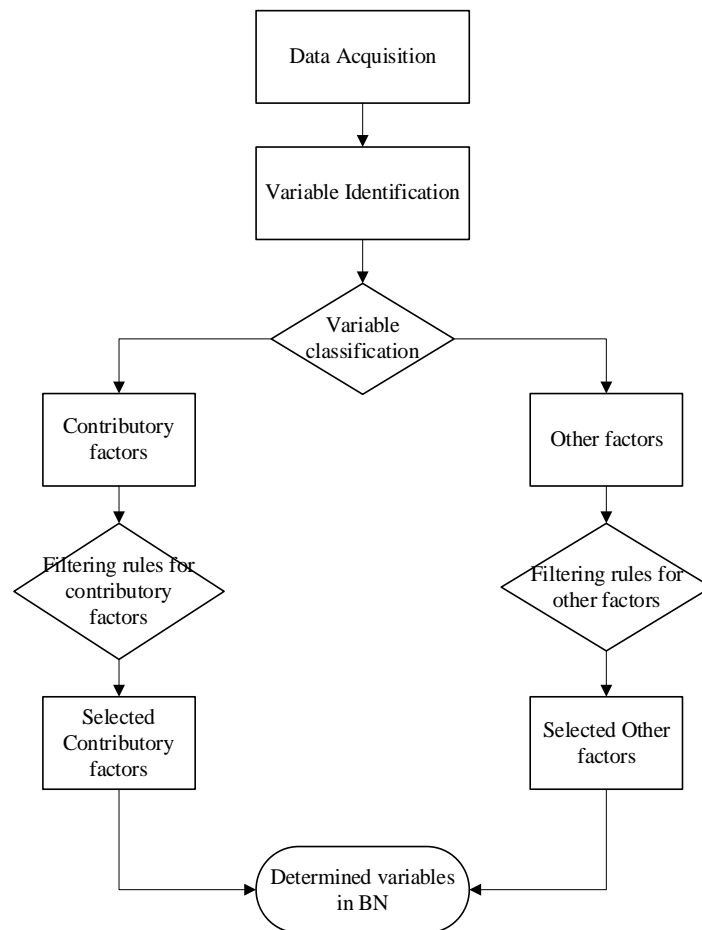 Data Acquisition
Variable Identification
Variable
classification
Contributory
factors
Other factors
Filtering rules for
contributory
factors
Filtering rules for
other factors
Selected
Contributory
factors
Selected Other
factors
Determined variables
in BN